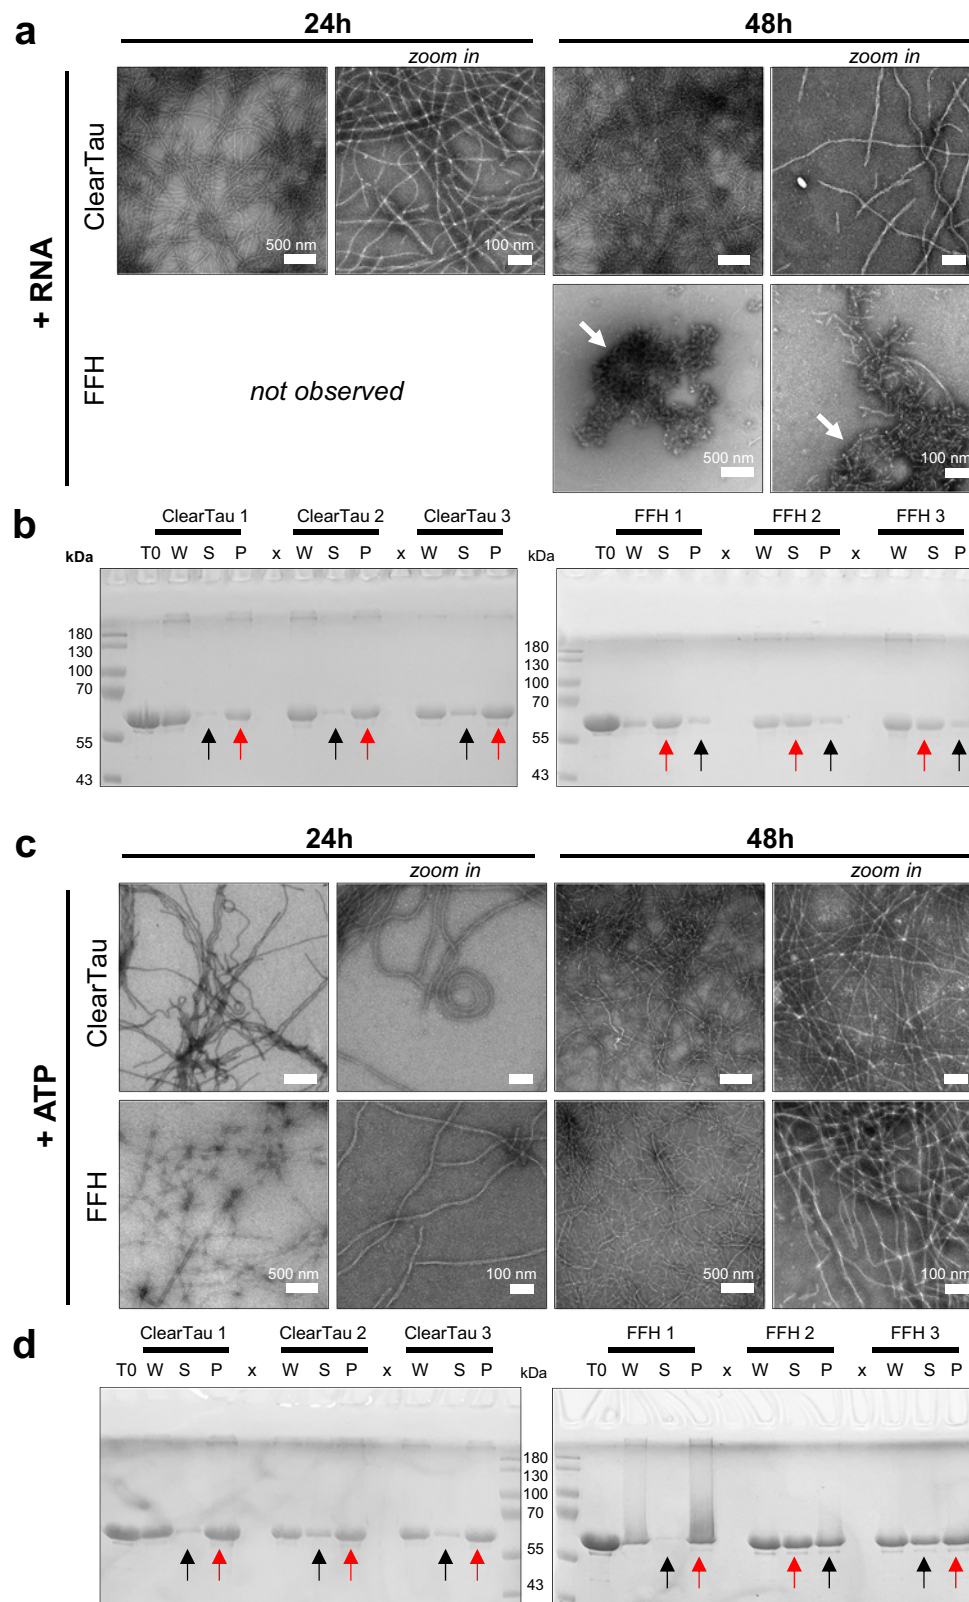 a
24h
48h
zoom in
zoom in
+ RNA
ClearTau
500 nm
100 nm
FFH
not observed
500 nm
100 nm
b
ClearTau 1
ClearTau 2
ClearTau 3
FFH 1
FFH 2
FFH 3
kDa
T0 W S P x W S P x W S P
kDa
T0 W S P x W S P x W S P
180
130
100
70
55
43
180
130
100
70
55
43
c
24h
48h
zoom in
zoom in
+ ATP
ClearTau
FFH
500 nm
100 nm
500 nm
100 nm
d
ClearTau 1
ClearTau 2
ClearTau 3
FFH 1
FFH 2
FFH 3
T0 W S P x W S P x W S P
kDa
T0 W S P x W S P x W S P
180
130
100
70
55
43